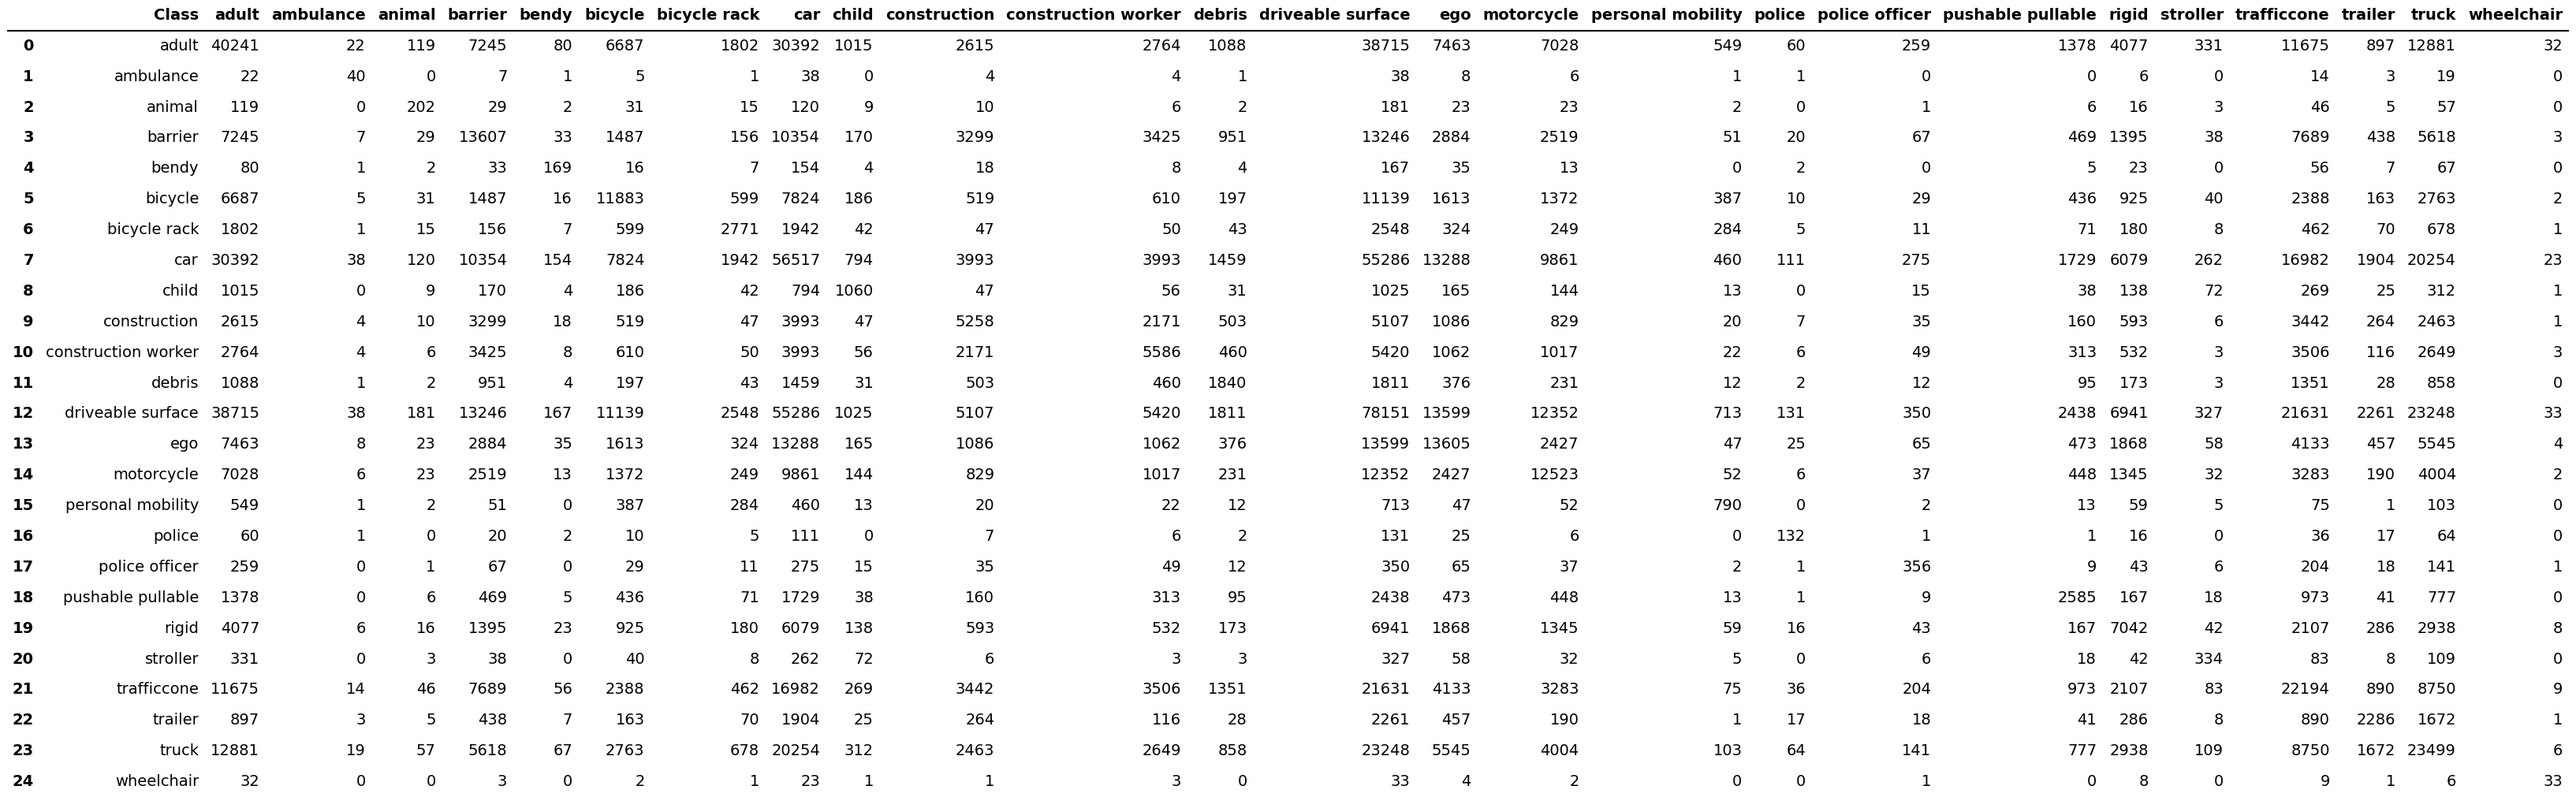 Class adult ambulance animal barrier bendy bicycle bicycle rack car child construction construction worker debris driveable surface ego motorcycle personal mobility police police officer pushable pullable rigid stroller trafficcone trailer truck wheelchair
0 adult 40241 22 119 7245 80 6687 1802 30392 1015 2615 2764 1088 38715 7463 7028 549 60 259 1378 4077 331 11675 897 12881 32
1 ambulance 22 40 0 7 1 5 1 38 0 4 4 1 38 8 6 1 1 0 0 6 0 14 3 19 0
2 animal 119 0 202 29 2 31 15 120 9 10 6 2 181 23 23 2 0 1 6 16 3 46 5 57 0
3 barrier 7245 7 29 13607 33 1487 156 10354 170 3299 3425 951 13246 2884 2519 51 20 67 469 1395 38 7689 438 5618 3
4 bendy 80 1 2 33 169 16 7 154 4 18 8 4 167 35 13 0 2 0 5 23 0 56 7 67 0
5 bicycle 6687 5 31 1487 16 11883 599 7824 186 519 610 197 11139 1613 1372 387 10 29 436 925 40 2388 163 2763 2
6 bicycle rack 1802 1 15 156 7 599 2771 1942 42 47 50 43 2548 324 249 284 5 11 71 180 8 462 70 678 1
7 car 30392 38 120 10354 154 7824 1942 56517 794 3993 3993 1459 55286 13288 9861 460 111 275 1729 6079 262 16982 1904 20254 23
8 child 1015 0 9 170 4 186 42 794 1060 47 56 31 1025 165 144 13 0 15 38 138 72 269 25 312 1
9 construction 2615 4 10 3299 18 519 47 3993 47 5258 2171 503 5107 1086 829 20 7 35 160 593 6 3442 264 2463 1
10 construction worker 2764 4 6 3425 8 610 50 3993 56 2171 5586 460 5420 1062 1017 22 6 49 313 532 3 3506 116 2649 3
11 debris 1088 1 2 951 4 197 43 1459 31 503 460 1840 1811 376 231 12 2 12 95 173 3 1351 28 858 0
12 driveable surface 38715 38 181 13246 167 11139 2548 55286 1025 5107 5420 1811 78151 13599 12352 713 131 350 2438 6941 327 21631 2261 23248 33
13 ego 7463 8 23 2884 35 1613 324 13288 165 1086 1062 376 13599 13605 2427 47 25 65 473 1868 58 4133 457 5545 4
14 motorcycle 7028 6 23 2519 13 1372 249 9861 144 829 1017 231 12352 2427 12523 52 6 37 448 1345 32 3283 190 4004 2
15 personal mobility 549 1 2 51 0 387 284 460 13 20 22 12 713 47 52 790 0 2 13 59 5 75 1 103 0
16 police 60 1 0 20 2 10 5 111 0 7 6 2 131 25 6 0 132 1 1 16 0 36 17 64 0
17 police officer 259 0 1 67 0 29 11 275 15 35 49 12 350 65 37 2 1 356 9 43 6 204 18 141 1
18 pushable pullable 1378 0 6 469 5 436 71 1729 38 160 313 95 2438 473 448 13 1 9 2585 167 18 973 41 777 0
19 rigid 4077 6 16 1395 23 925 180 6079 138 593 532 173 6941 1868 1345 59 16 43 167 7042 42 2107 286 2938 8
20 stroller 331 0 3 38 0 40 8 262 72 6 3 3 327 58 32 5 0 6 18 42 334 83 8 109 0
21 trafficcone 11675 14 46 7689 56 2388 462 16982 269 3442 3506 1351 21631 4133 3283 75 36 204 973 2107 83 22194 890 8750 9
22 trailer 897 3 5 438 7 163 70 1904 25 264 116 28 2261 457 190 1 17 18 41 286 8 890 2286 1672 1
23 truck 12881 19 57 5618 67 2763 678 20254 312 2463 2649 858 23248 5545 4004 103 64 141 777 2938 109 8750 1672 23499 6
24 wheelchair 32 0 0 3 0 2 1 23 1 1 3 0 33 4 2 0 0 1 0 8 0 9 1 6 33